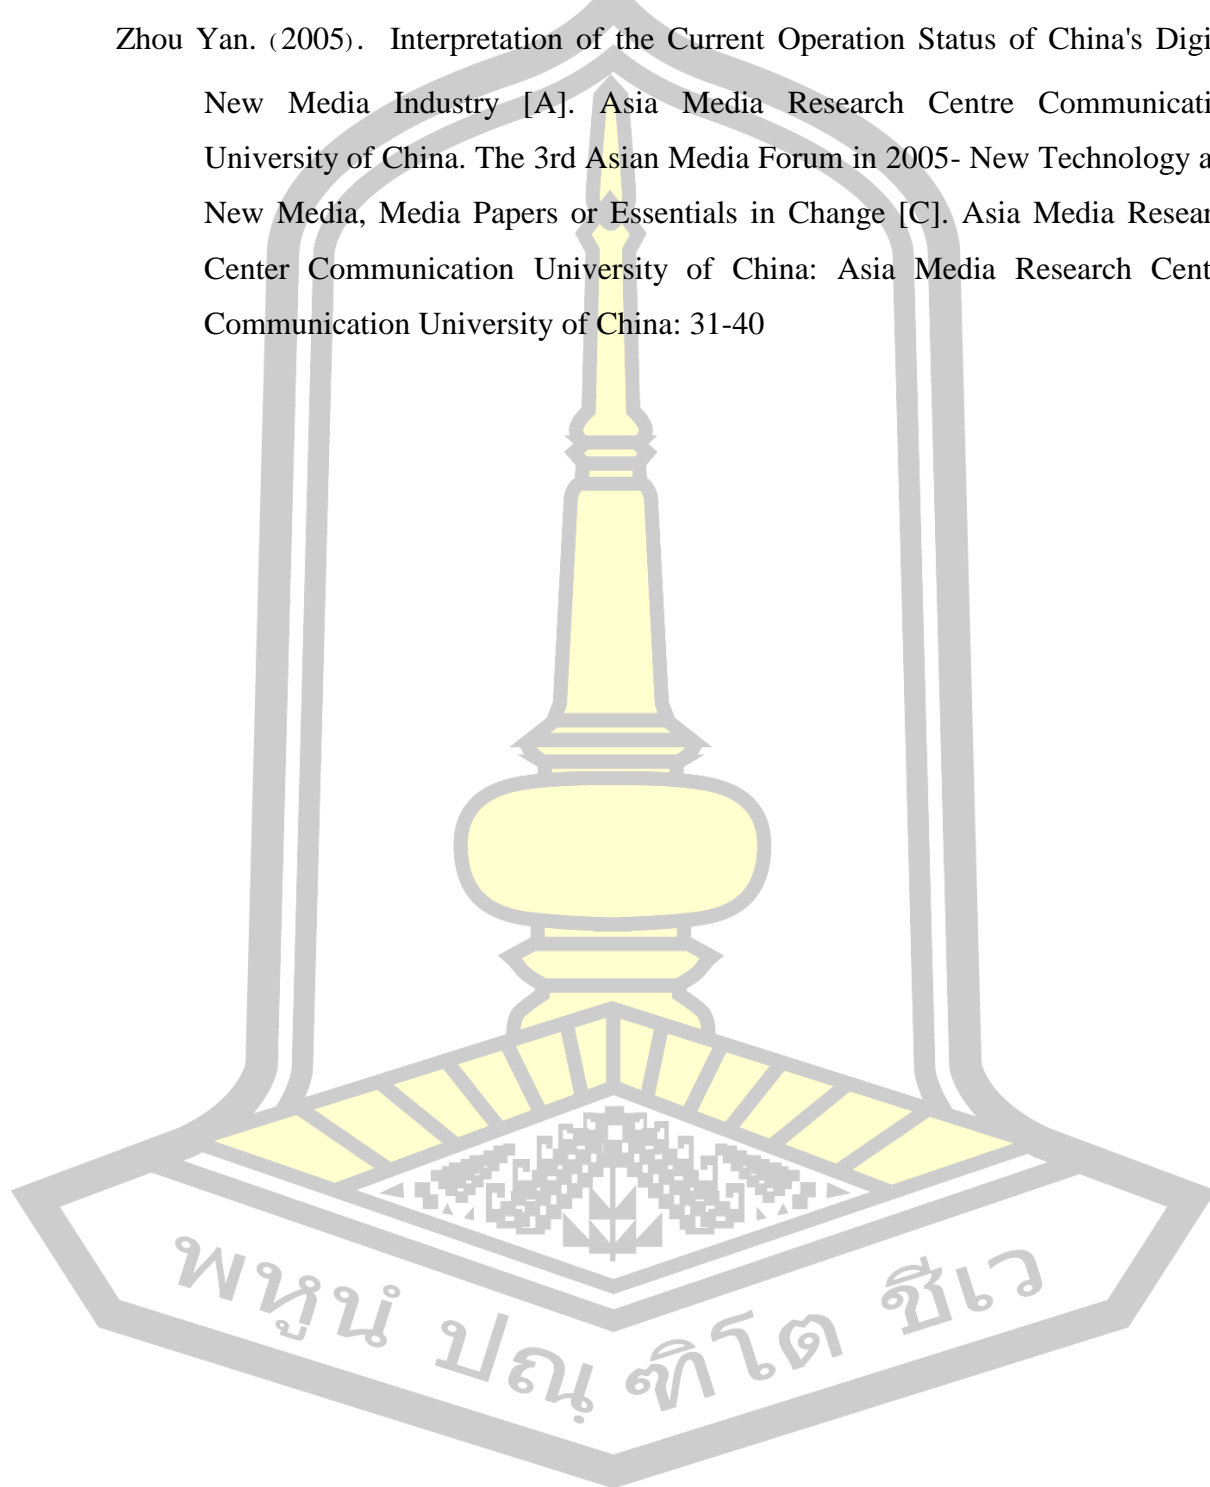 Zhou Yan. (2005). Interpretation of the Current Operation Status of China's Digi
New Media Industry [A]. Asia Media Research Centre Communicati
University of China. The 3rd Asian Media Forum in 2005- New Technology a
New Media, Media Papers or Essentials in Change [C]. Asia Media Resear
Center Communication University of China: Asia Media Research Cent
Communication University of China: 31-40
พหูนํ ปณฺฑิโต ชีเว